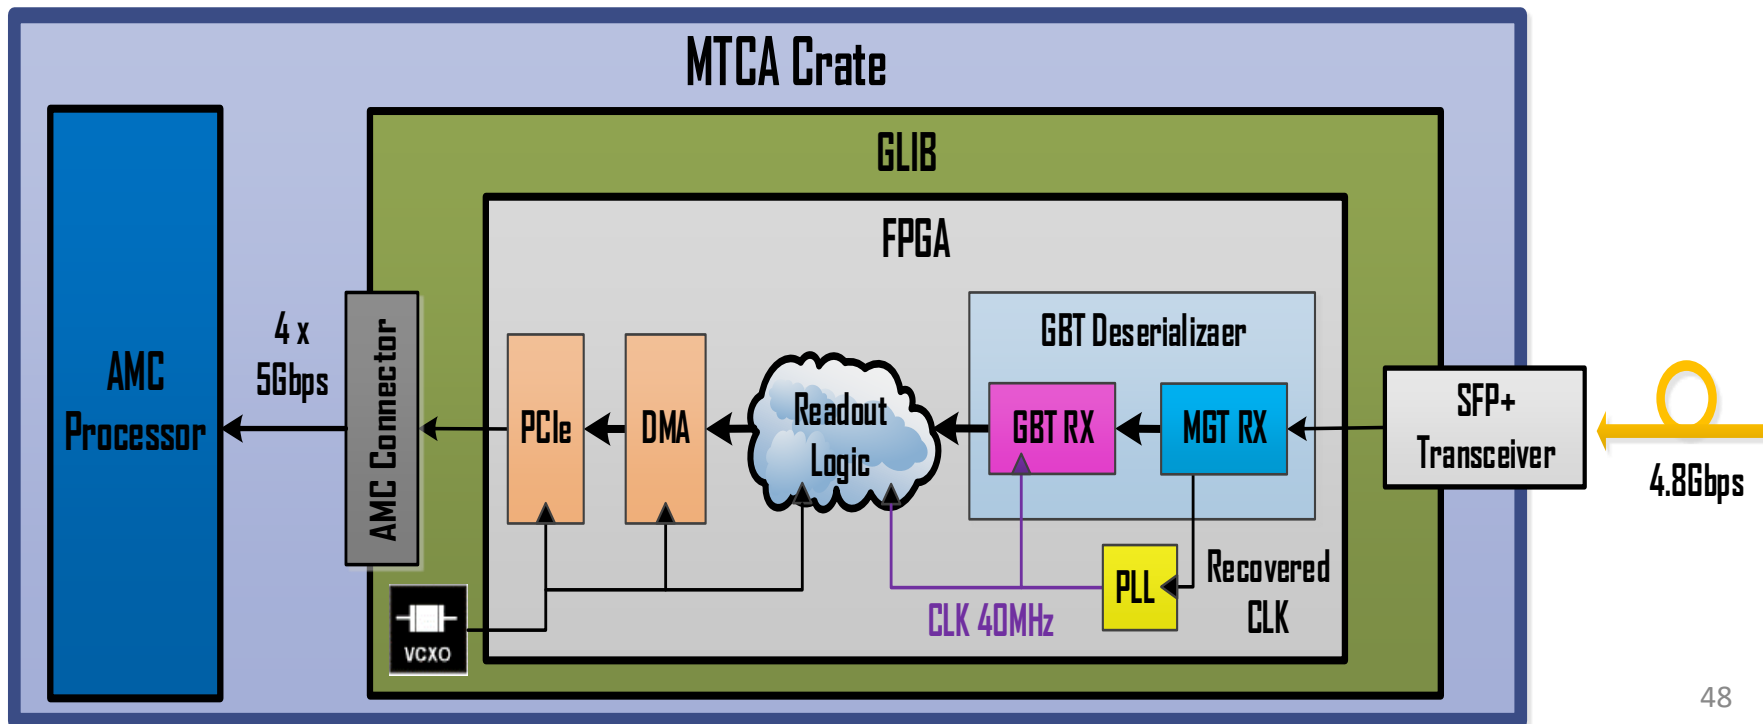 MTCA Crate
GLIB
FPGA
AMC
Processor
4 x
5Gbps
AMC Connector
PCIe
DMA
Readout
Logic
GBT Deserializaer
GBT RX
MGT RX
SFP+
Transceiver
4.8Gbps
PLL
Recovered
CLK
CLK 40MHz
VCXO
48